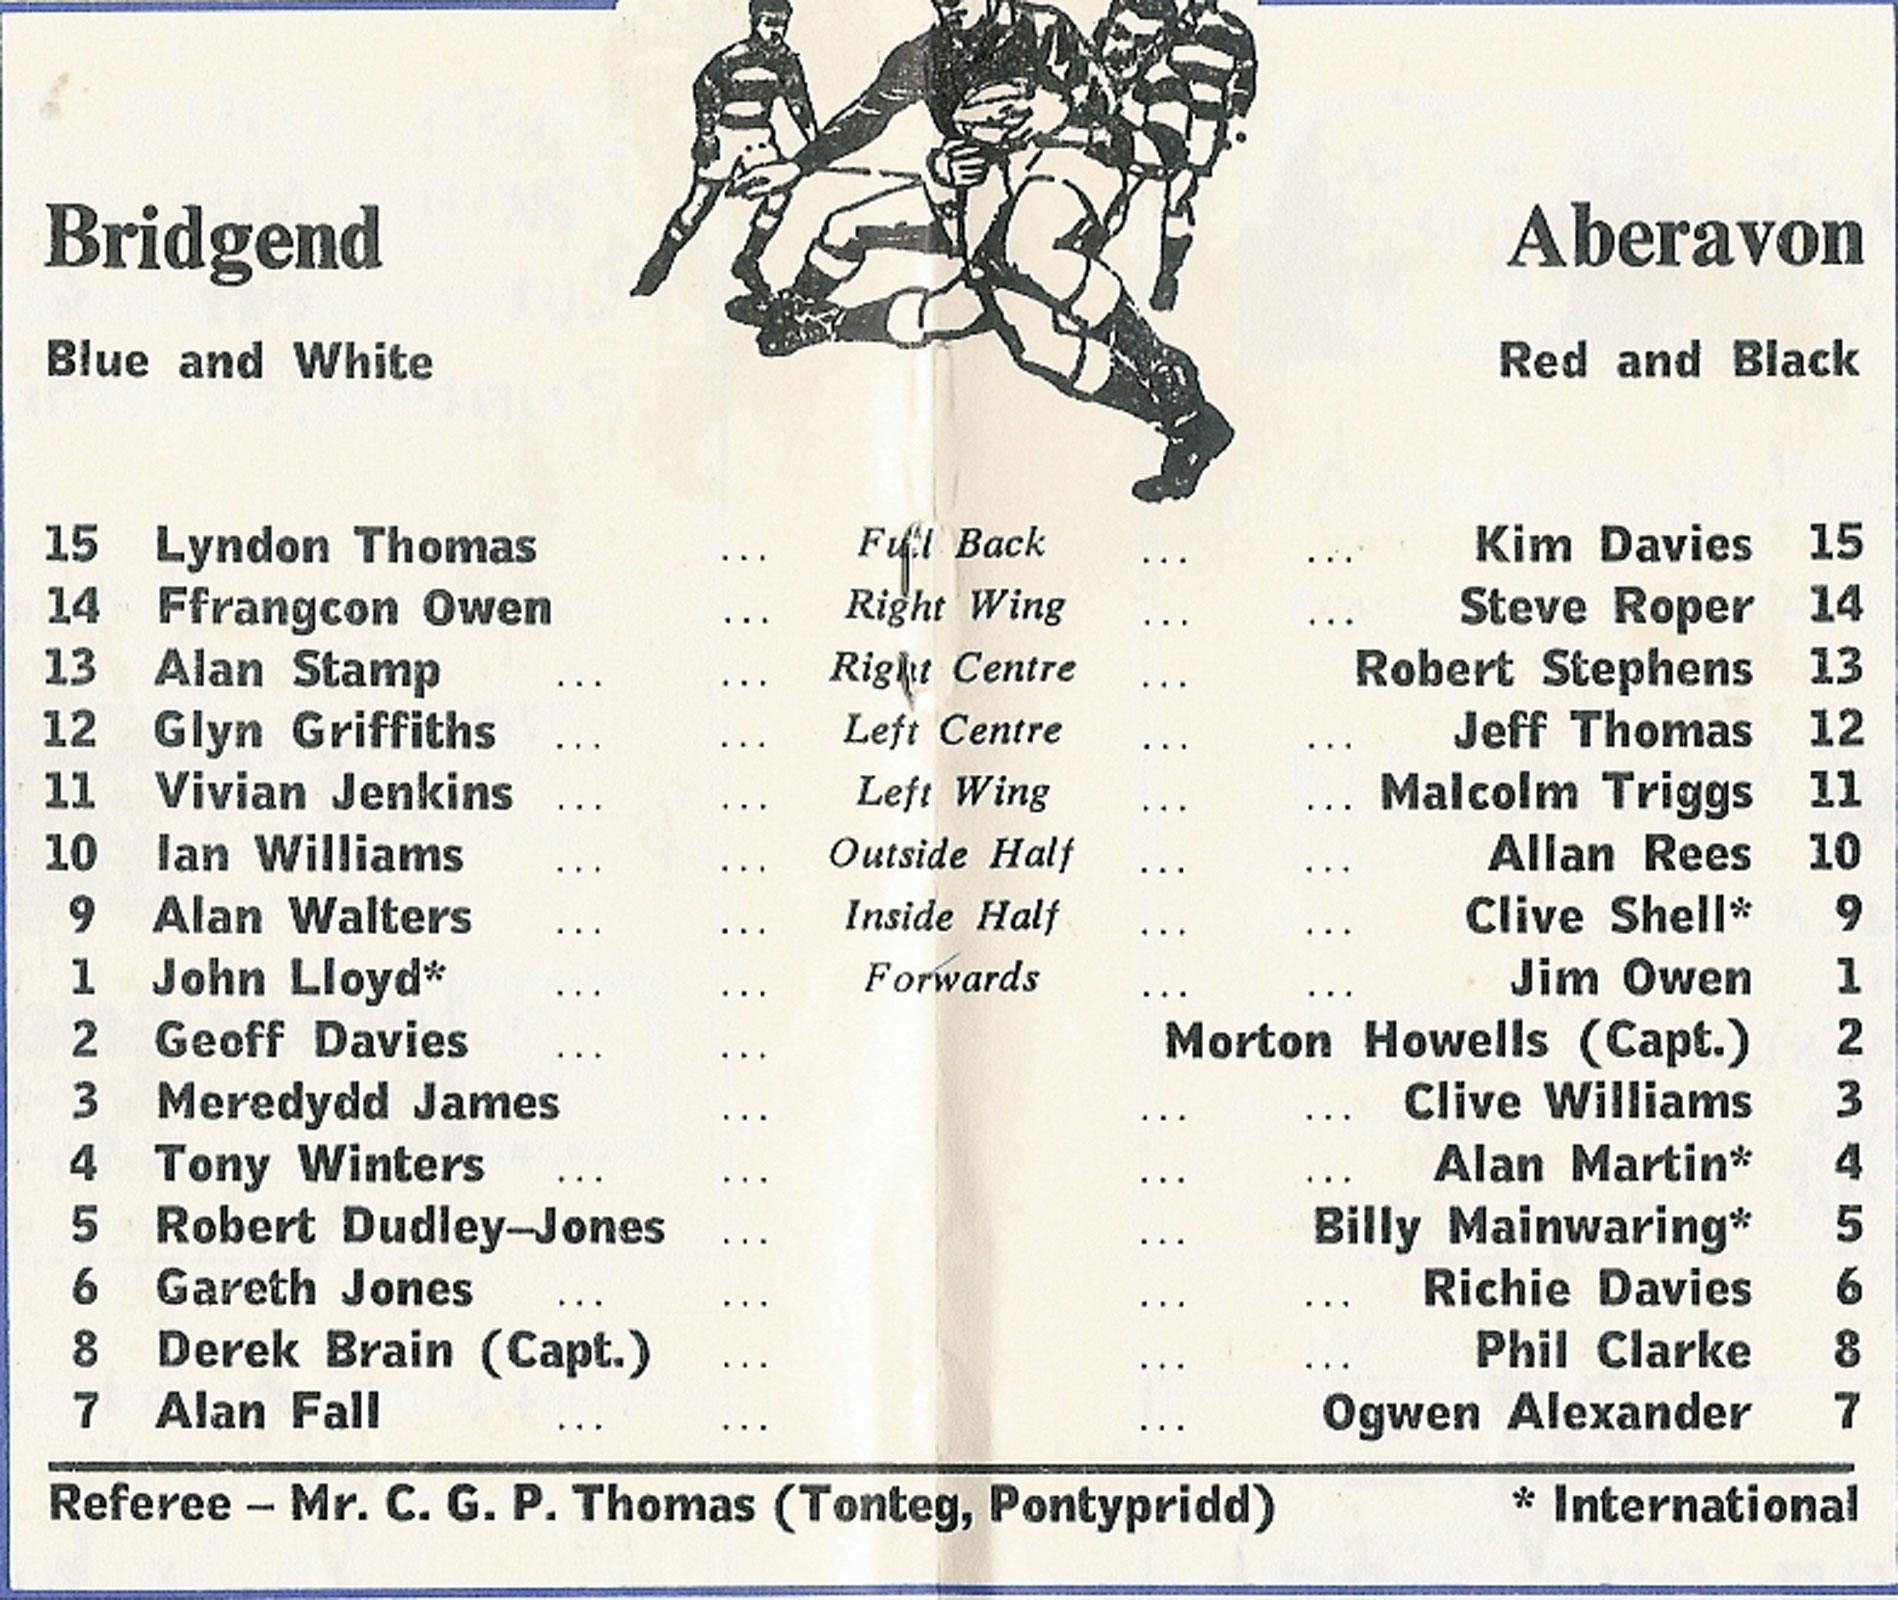 Bridgend Aberavon
Blue and White Red and Black
15 Lyndon Thomas ... Full Back ... ... Kim Davies 15
14 Ffrangcon Owen ... Right Wing ... ... Steve Roper 14
13 Alan Stamp ... ... Right Centre ... Robert Stephens 13
12 Glyn Griffiths ... ... Left Centre ... ... Jeff Thomas 12
11 Vivian Jenkins ... ... Left Wing ... ... Malcolm Triggs 11
10 Ian Williams ... ... Outside Half ... ... Allan Rees 10
9 Alan Walters ... ... Inside Half ... ... Clive Shell* 9
1 John Lloyd* ... ... Forwards ... ... Jim Owen 1
2 Geoff Davies ... ... Morton Howells (Capt.) 2
3 Meredydd James ... ... ... Clive Williams 3
4 Tony Winters ... ... ... ... Alan Martin* 4
5 Robert Dudley–Jones ... ... Billy Mainwaring* 5
6 Gareth Jones ... ... ... ... Richie Davies 6
8 Derek Brain (Capt.) ... ... ... Phil Clarke 8
7 Alan Fall ... ... ... Ogwen Alexander 7
Referee – Mr. C. G. P. Thomas (Tonteg, Pontypridd) * International